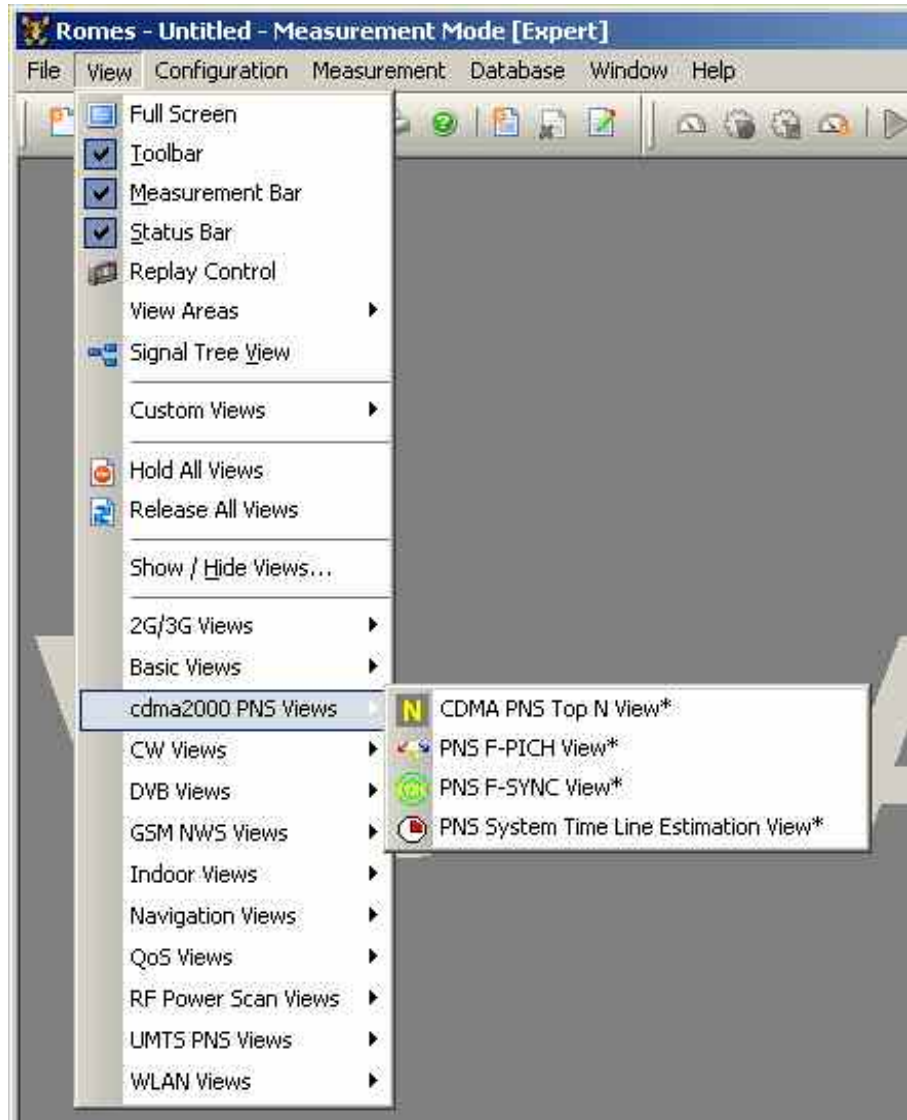 Romes - Untitled - Measurement Mode [Expert]
File View Configuration Measurement Database Window Help
Full Screen
Toolbar
Measurement Bar
Status Bar
Replay Control
View Areas
Signal Tree View
Custom Views
Hold All Views
Release All Views
Show / Hide Views...
2G/3G Views
Basic Views
cdma2000 PNS Views
CW Views
DVB Views
GSM NWS Views
Indoor Views
Navigation Views
QoS Views
RF Power Scan Views
UMTS PNS Views
WLAN Views
N CDMA PNS Top N View*
PNS F-PICH View*
PNS F-SYNC View*
PNS System Time Line Estimation View*